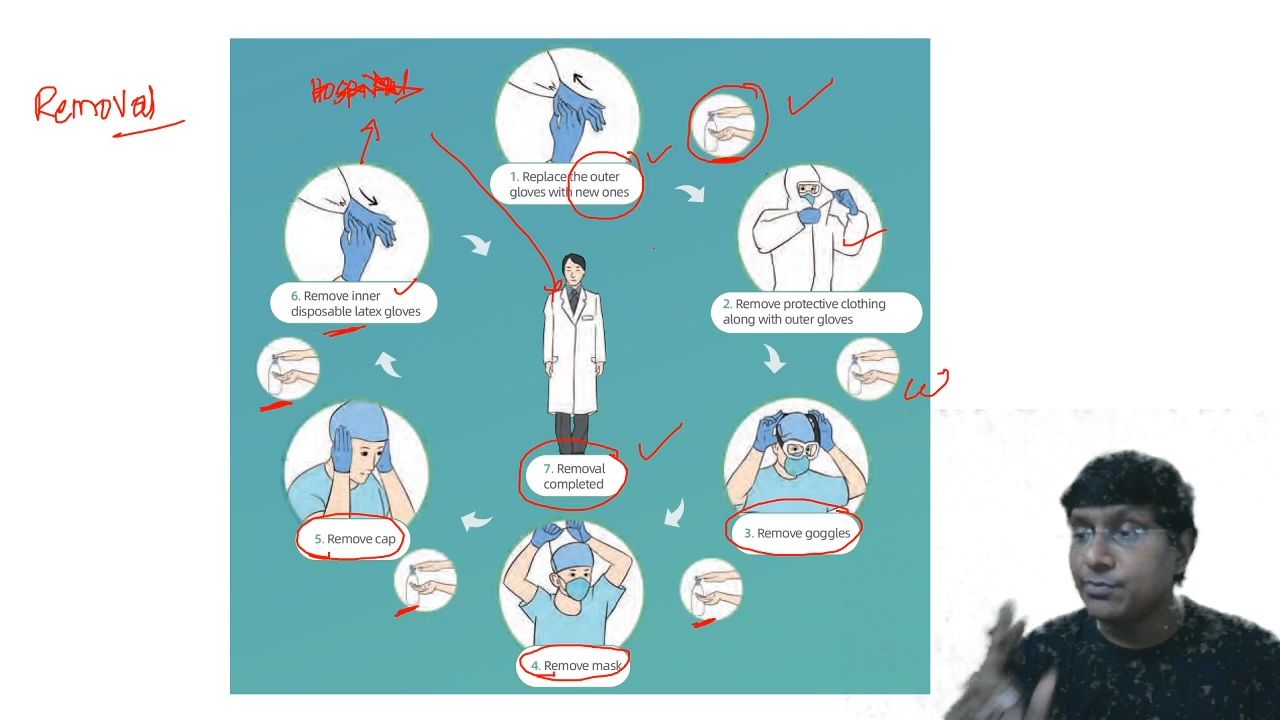 Removal
1. Replace the outer
gloves with new ones
2. Remove protective clothing
along with outer gloves
3. Remove goggles
4. Remove mask
5. Remove cap
6. Remove inner
disposable latex gloves
7. Removal
completed